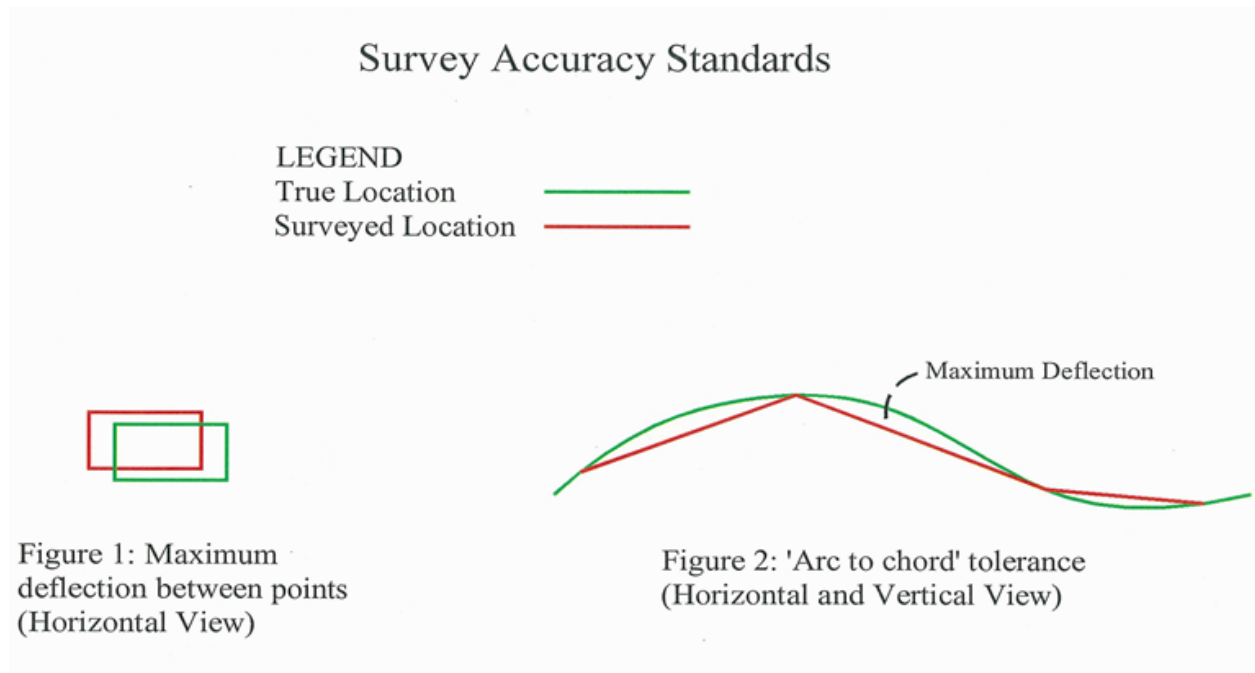 Survey Accuracy Standards
LEGEND
True Location
Surveyed Location
Maximum Deflection
Figure 1: Maximum
deflection between points
(Horizontal View)
Figure 2: 'Arc to chord' tolerance
(Horizontal and Vertical View)